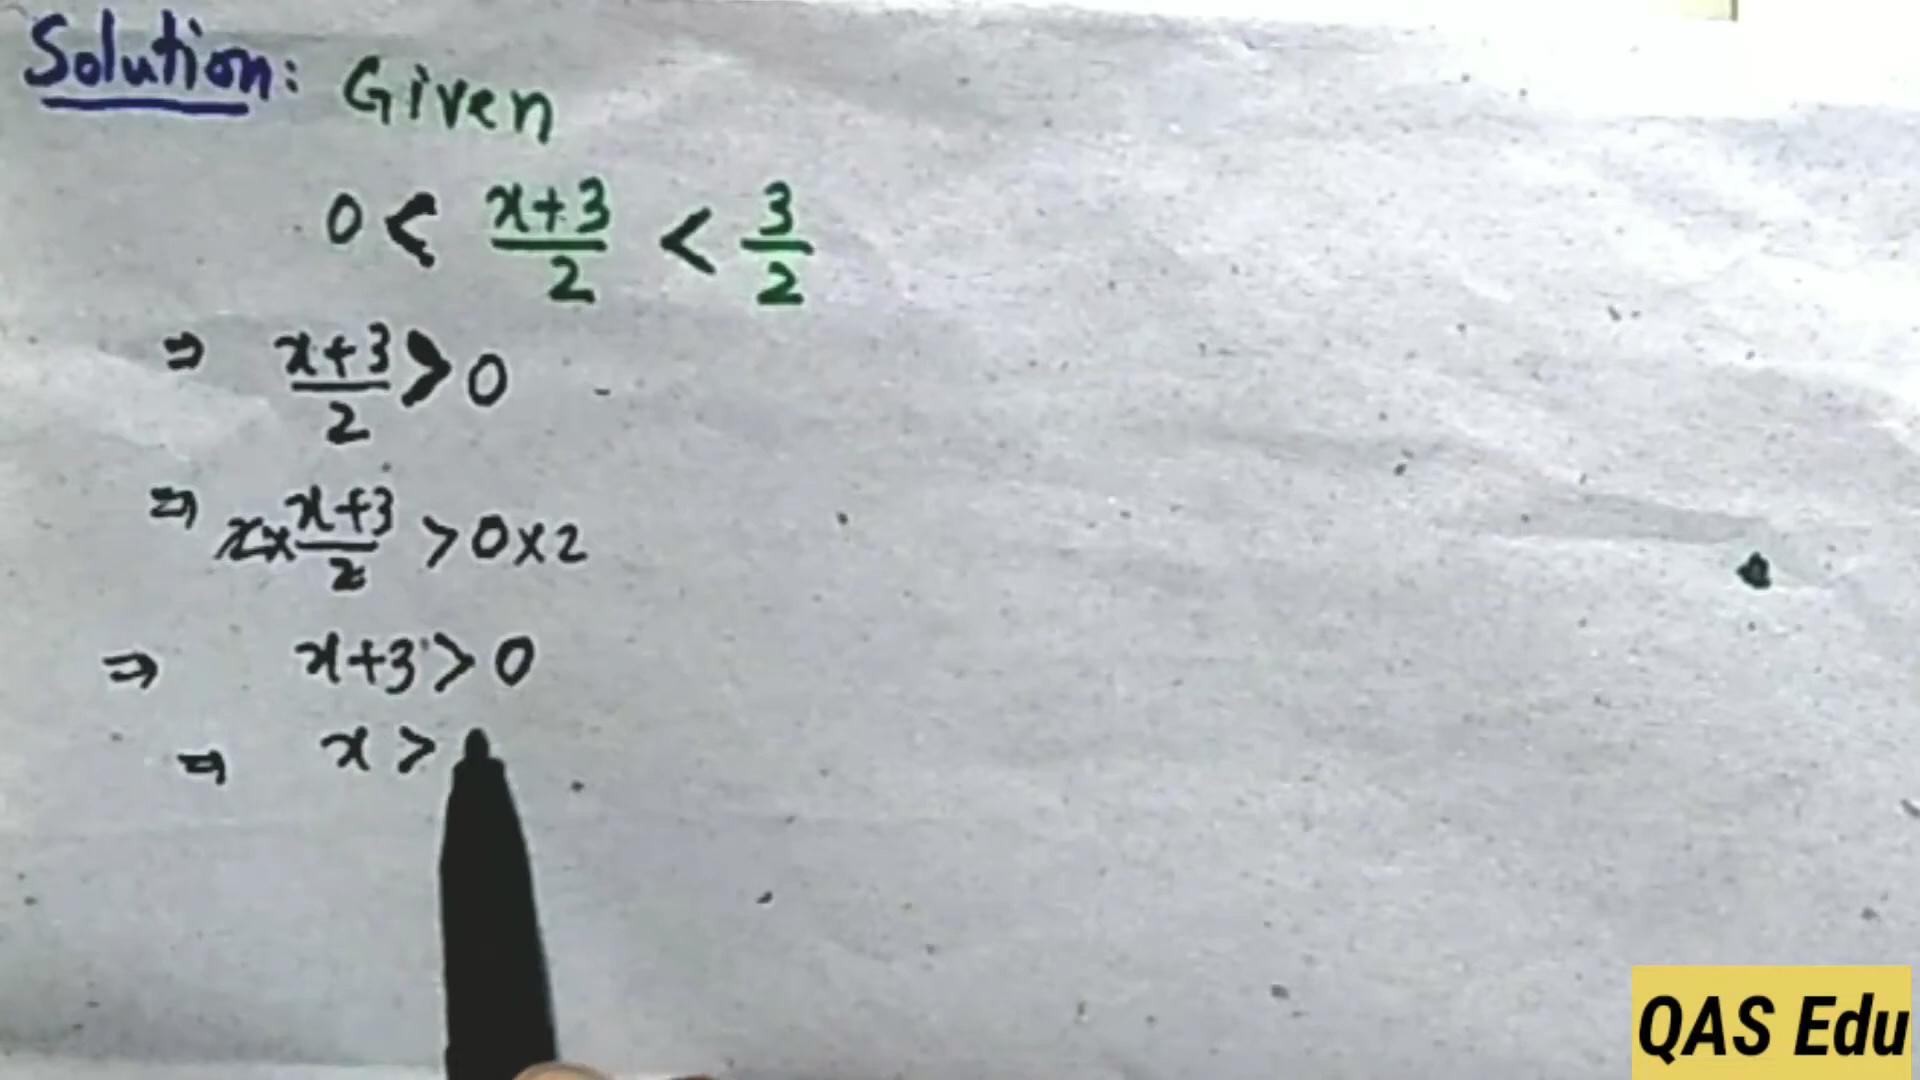 Solution: Given
0 < x+3/2 < 3/2
⇒ x+3/2 > 0
⇒ 2×x+3/2 > 0×2
⇒ x+3 > 0
⇒ x >
QAS Edu